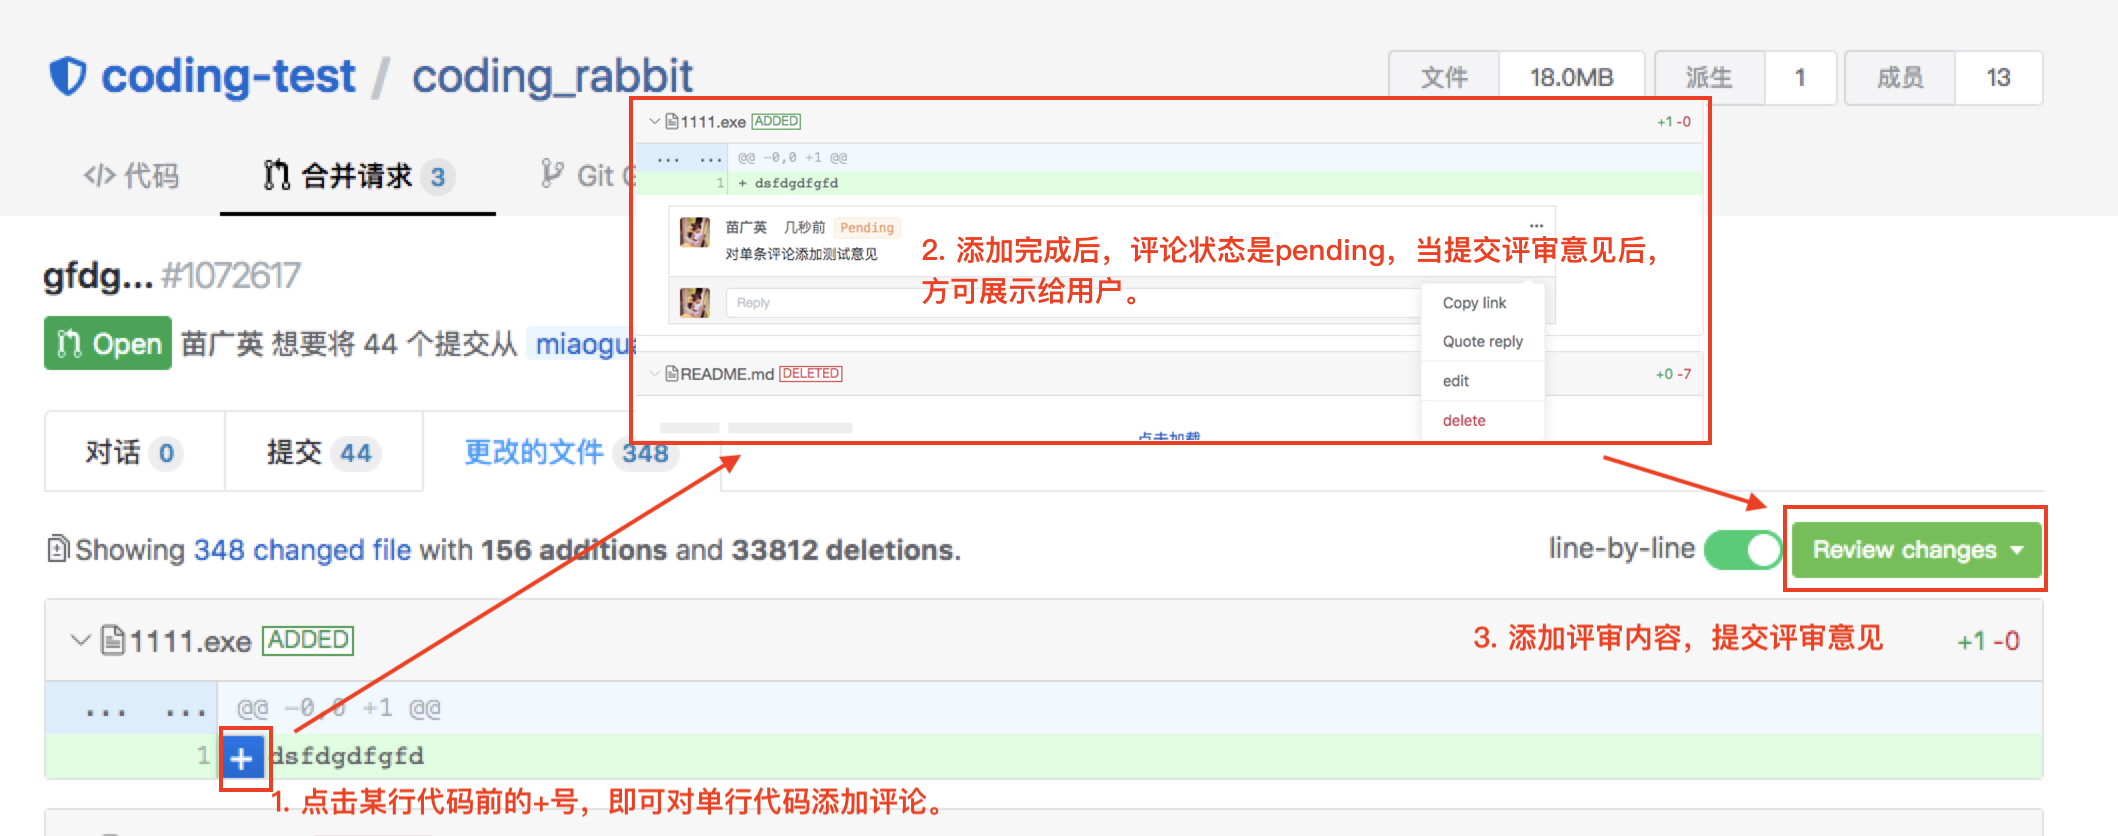 coding-test / coding_rabbit
文件 18.0MB
派生 1
成员 13
</> 代码
合并请求 3
Git
gfdg... #1072617
Open 苗广英 想要将 44 个提交从 miaogu
对话 0
提交 44
更改的文件 348
1111.exe ADDED +1 -0
... ... @@ -0,0 +1 @@
1 + dsfdgdfgfd
苗广英 几秒前 Pending ...
对单条评论添加测试意见
2. 添加完成后，评论状态是pending，当提交评审意见后，
方可展示给用户。
Reply
Copy link
Quote reply
edit
delete
README.md DELETED +0 -7
点击加载
Showing 348 changed file with 156 additions and 33812 deletions.
line-by-line
Review changes
1111.exe ADDED
3. 添加评审内容，提交评审意见
+1 -0
... ... @@ -0,0 +1 @@
1 + dsfdgdfgfd
1. 点击某行代码前的+号，即可对单行代码添加评论。